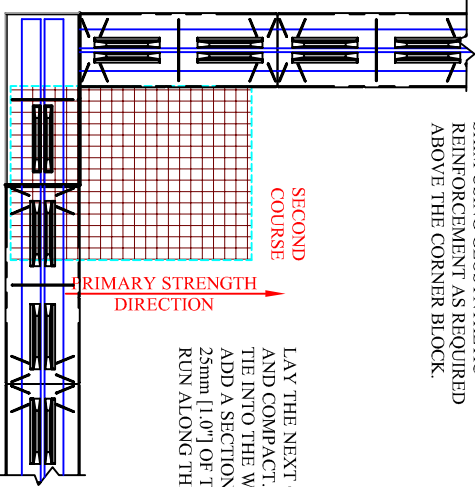 REINFORCEMENT AS REQUIRED
ABOVE THE CORNER BLOCK.
SECOND
COURSE
PRIMARY STRENGTH
DIRECTION
LAY THE NEXT
AND COMPACT.
TIE INTO THE
ADD A SECTION
25mm [1.0"] OF
RUN ALONG